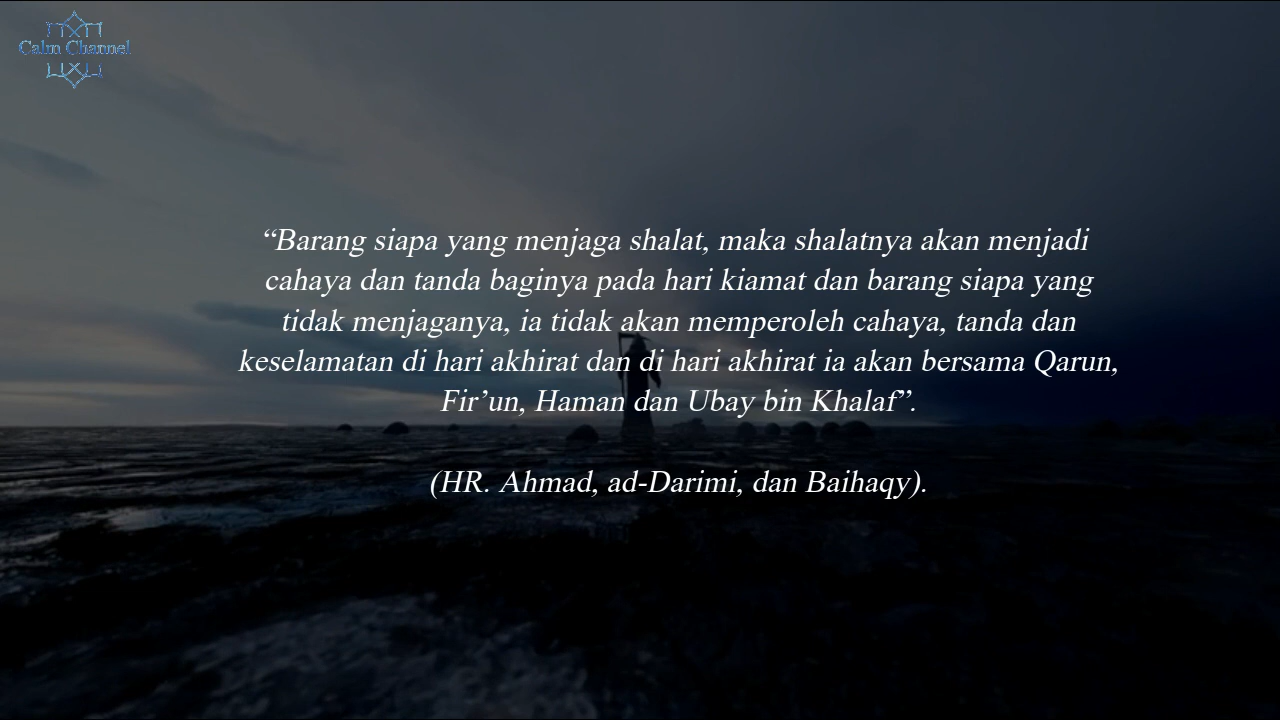 Calm Channel
“Barang siapa yang menjaga shalat, maka shalatnya akan menjadi
cahaya dan tanda baginya pada hari kiamat dan barang siapa yang
tidak menjaganya, ia tidak akan memperoleh cahaya, tanda dan
keselamatan di hari akhirat dan di hari akhirat ia akan bersama Qarun,
Fir’un, Haman dan Ubay bin Khalaf”.
(HR. Ahmad, ad-Darimi, dan Baihaqy).